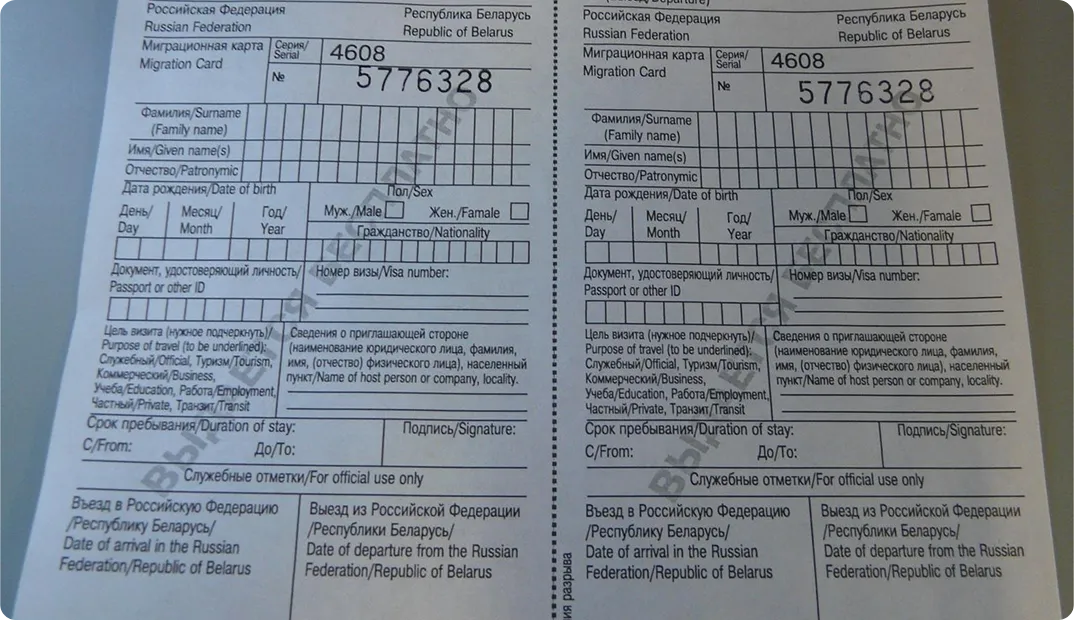 Российская Федерация
Республика Беларусь
Russian Federation
Republic of Belarus
Миграционная карта
Migration Card
Серия/
Serial
4608
№
5776328
Фамилия/Surname
(Family name)
Имя/Given name(s)
Отчество/Patronymic
Дата рождения/Date of birth
Пол/Sex
День/
Day
Месяц/
Month
Год/
Year
Муж./Male
Жен./Famale
Гражданство/Nationality
Документ, удостоверяющий личность/
Passport or other ID
Номер визы/Visa number:
Цель визита (нужное подчеркнуть)/
Purpose of travel (to be underlined):
Служебный/Official, Туризм/Tourism,
Коммерческий/Business,
Учеба/Education, Работа/Employment,
Частный/Private, Транзит/Transit
Сведения о приглашающей стороне
(наименование юридического лица, фамилия,
имя, (отчество) физического лица), населенный
пункт/Name of host person or company, locality.
Срок пребывания/Duration of stay:
С/From:
До/To:
Подпись/Signature:
Служебные отметки/For official use only
Въезд в Российскую Федерацию
/Республику Беларусь/
Date of arrival in the Russian
Federation/Republic of Belarus
Выезд из Российской Федерации
/Республики Беларусь/
Date of departure from the Russian
Federation/Republic of Belarus
БЕСПЛАТНО
Departure)
Российская Федерация
Республика Беларусь
Russian Federation
Republic of Belarus
Миграционная карта
Migration Card
Серия/
Serial
4608
№
5776328
Фамилия/Surname
(Family name)
Имя/Given name(s)
Отчество/Patronymic
Дата рождения/Date of birth
Пол/Sex
День/
Day
Месяц/
Month
Год/
Year
Муж./Male
Жен./Famale
Гражданство/Nationality
Документ, удостоверяющий личность/
Passport or other ID
Номер визы/Visa number:
Цель визита (нужное подчеркнуть)/
Purpose of travel (to be underlined):
Служебный/Official, Туризм/Tourism,
Коммерческий/Business,
Учеба/Education, Работа/Employment,
Частный/Private, Транзит/Transit
Сведения о приглашающей стороне
(наименование юридического лица, фамилия,
имя, (отчество) физического лица), населенный
пункт/Name of host person or company, locality.
Срок пребывания/Duration of stay:
С/From:
До/To:
Подпись/Signature:
Служебные отметки/For official use only
Въезд в Российскую Федерацию
/Республику Беларусь/
Date of arrival in the Russian
Federation/Republic of Belarus
Выезд из Российской Федерации
/Республики Беларусь/
Date of departure from the Russian
Federation/Republic of Belarus
БЕСПЛАТНО
разрыва